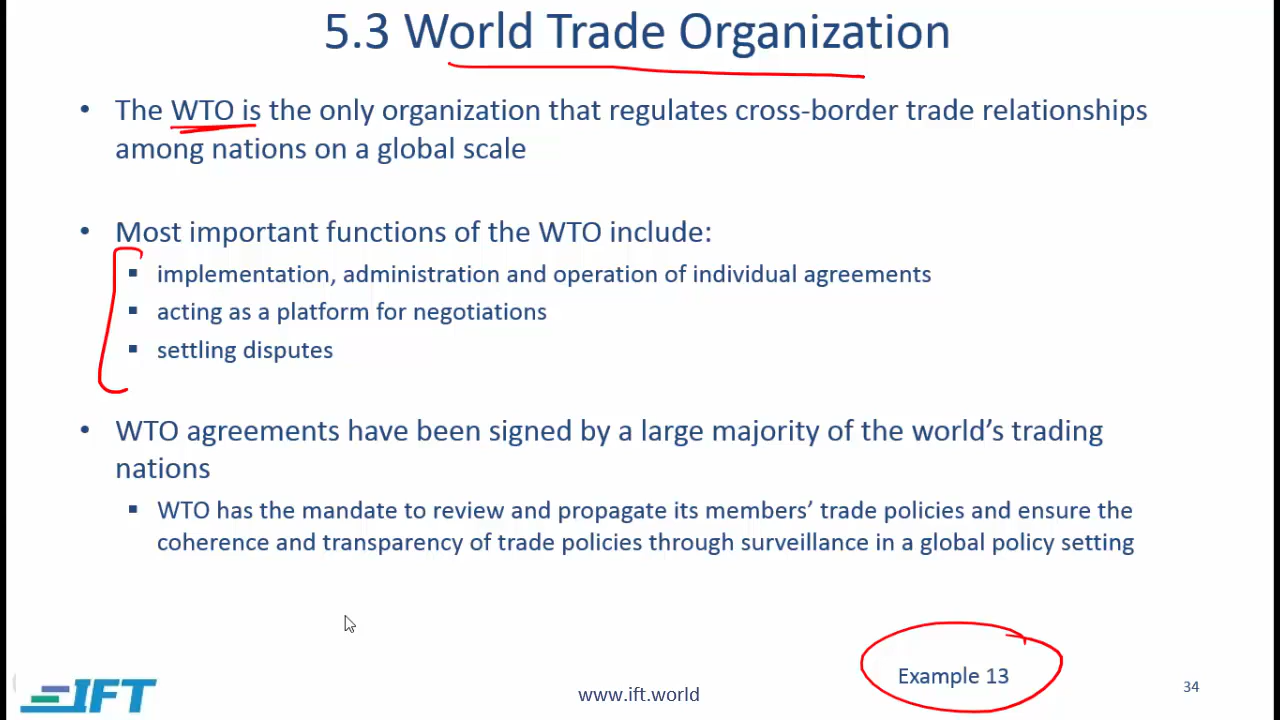 5.3 World Trade Organization
• The WTO is the only organization that regulates cross-border trade relationships
among nations on a global scale
• Most important functions of the WTO include:
▪ implementation, administration and operation of individual agreements
▪ acting as a platform for negotiations
▪ settling disputes
• WTO agreements have been signed by a large majority of the world’s trading
nations
▪ WTO has the mandate to review and propagate its members’ trade policies and ensure the
coherence and transparency of trade policies through surveillance in a global policy setting
Example 13
IFT
www.ift.world
34